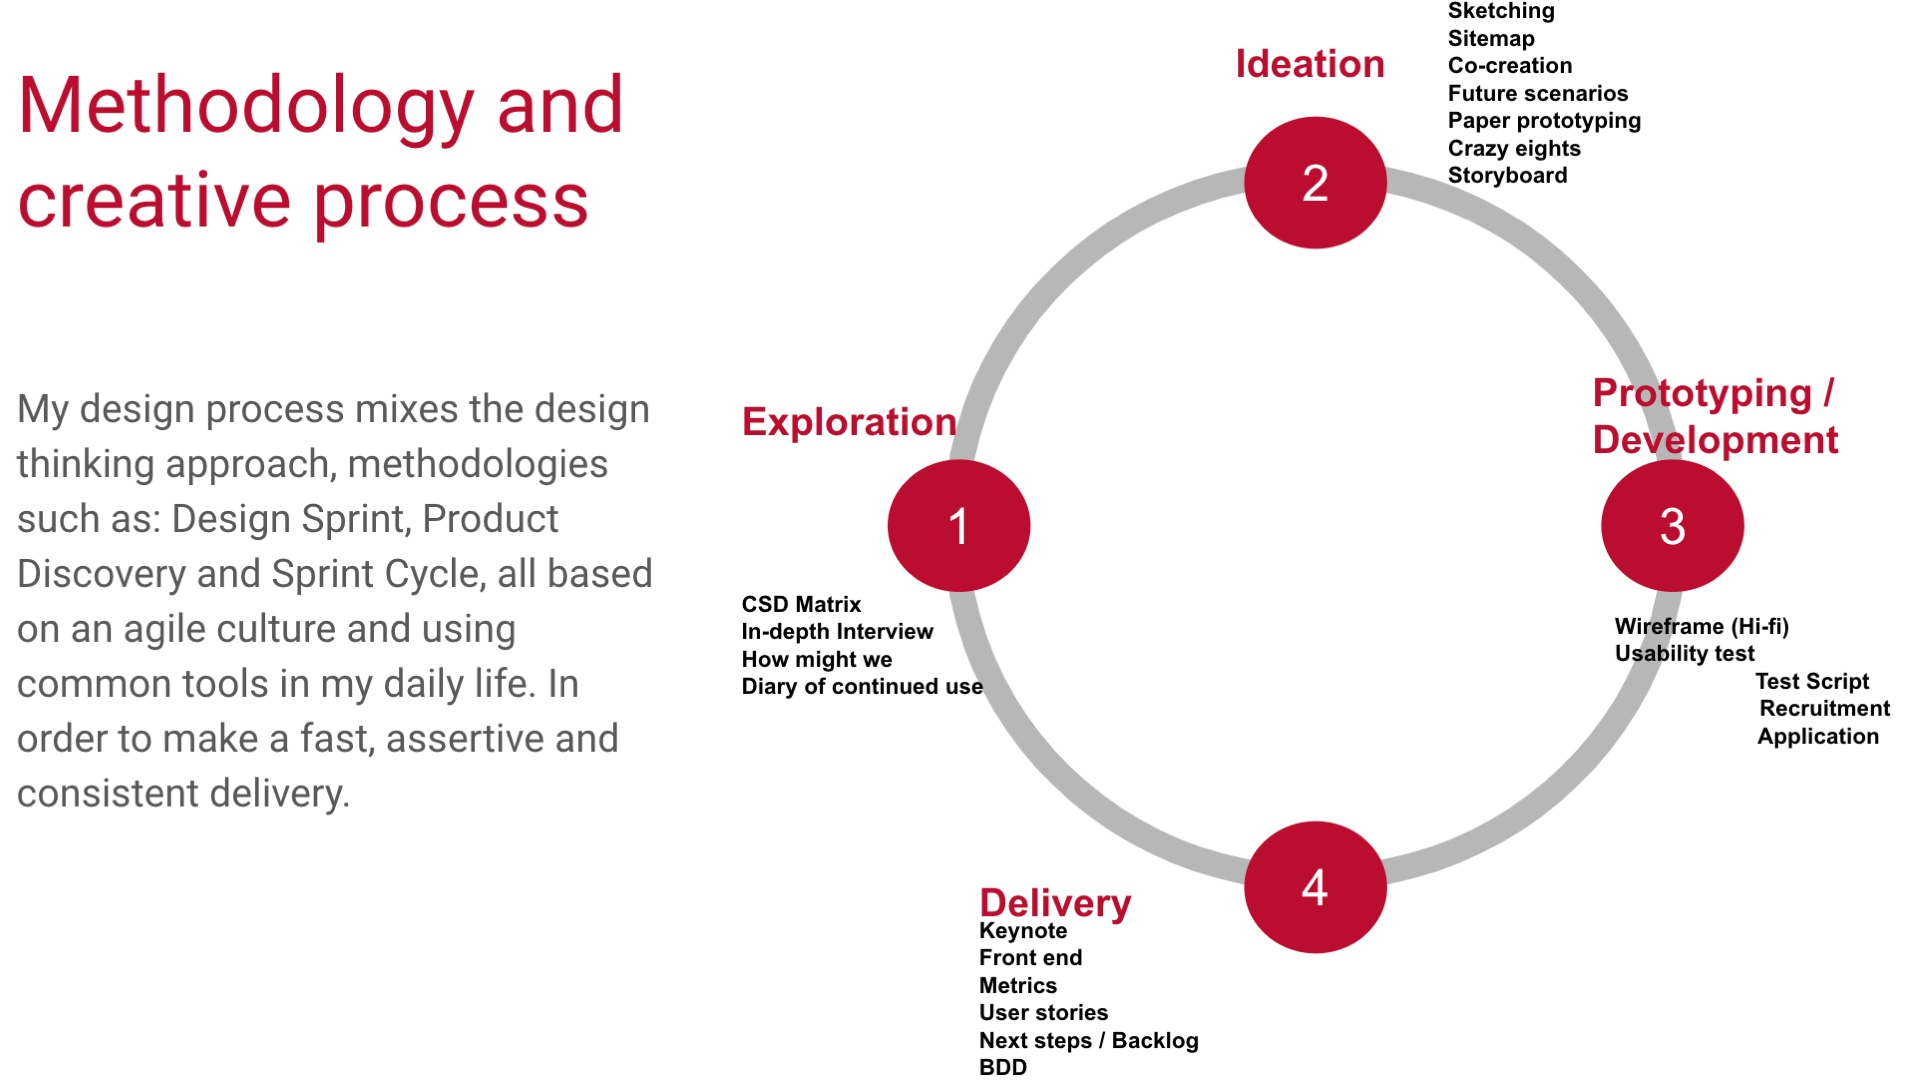 Methodology and
creative process
My design process mixes the design
thinking approach, methodologies
such as: Design Sprint, Product
Discovery and Sprint Cycle, all based
on an agile culture and using
common tools in my daily life. In
order to make a fast, assertive and
consistent delivery.
Exploration
1
CSD Matrix
In-depth Interview
How might we
Diary of continued use
Ideation
2
Sketching
Sitemap
Co-creation
Future scenarios
Paper prototyping
Crazy eights
Storyboard
Prototyping /
Development
3
Wireframe (Hi-fi)
Usability test
Test Script
Recruitment
Application
4
Delivery
Keynote
Front end
Metrics
User stories
Next steps / Backlog
BDD